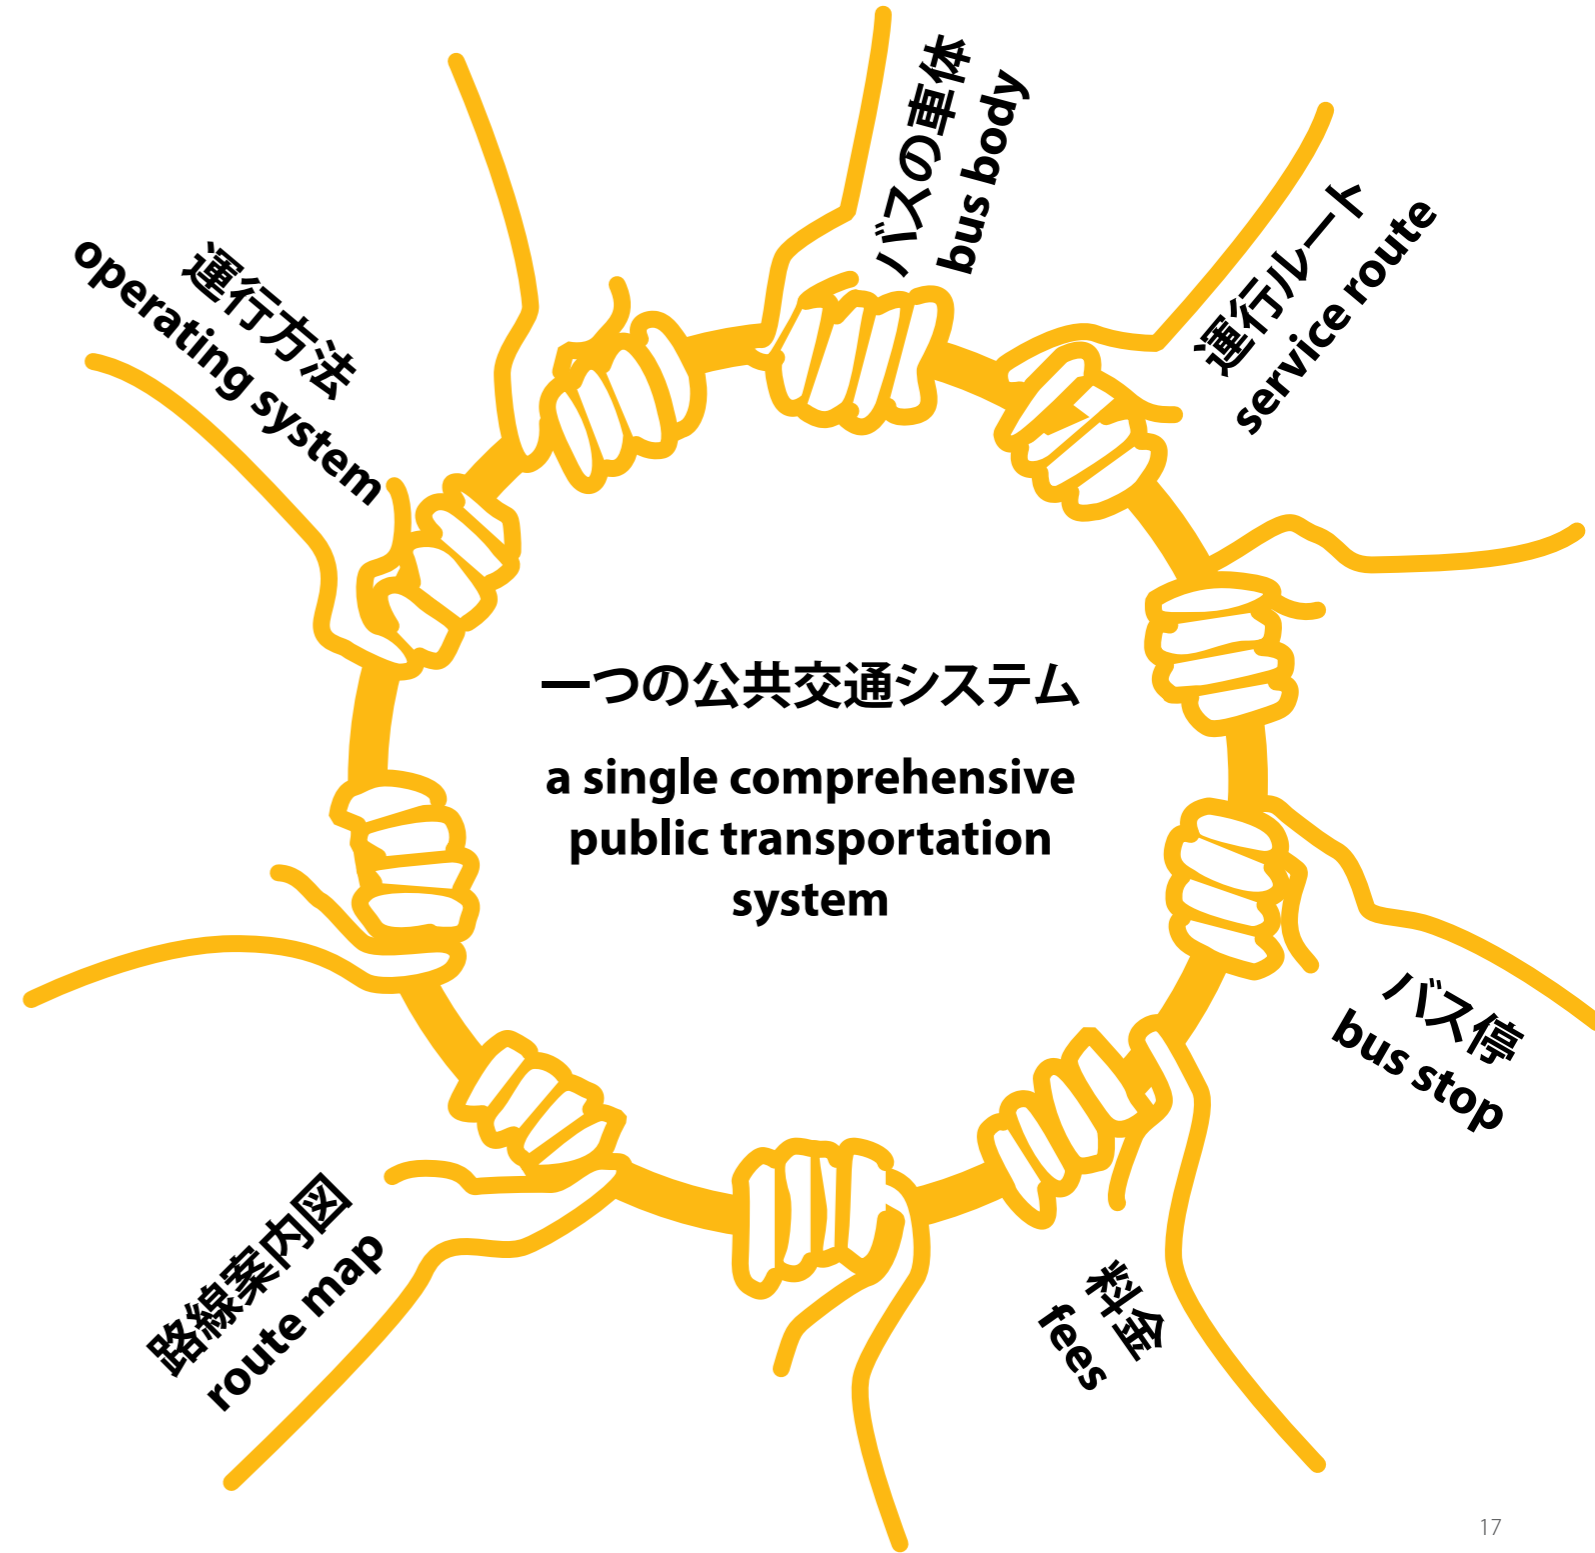 バスの車体
bus body
運行ルート
service route
運行方法
operating system
一つの公共交通システム
a single comprehensive
public transportation
system
バス停
bus stop
路線案内図
route map
料金
fees
17